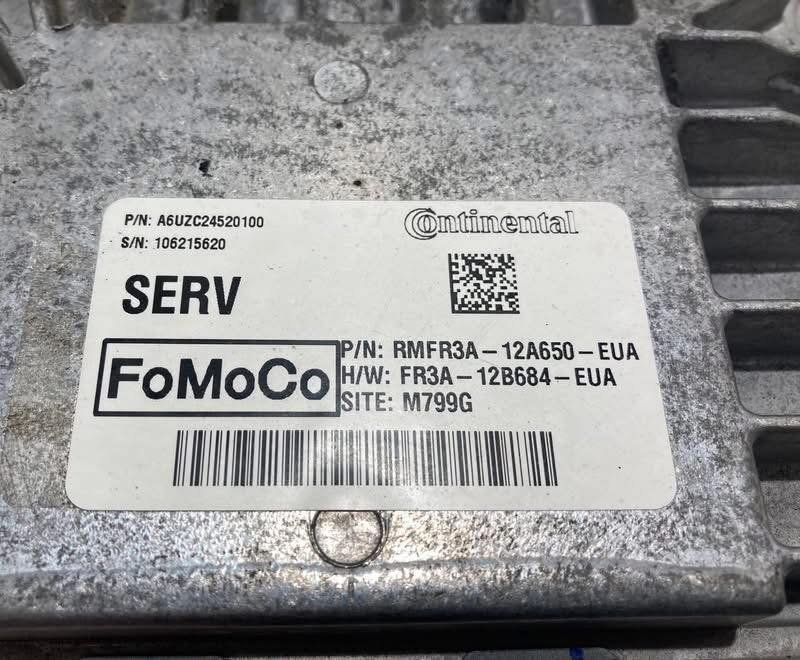 P/N: A6UZC24520100
Continental
S/N: 106215620
SERV
FoMoCo
P/N: RMFR3A-12A650-EUA
H/W: FR3A-12B684-EUA
SITE: M799G